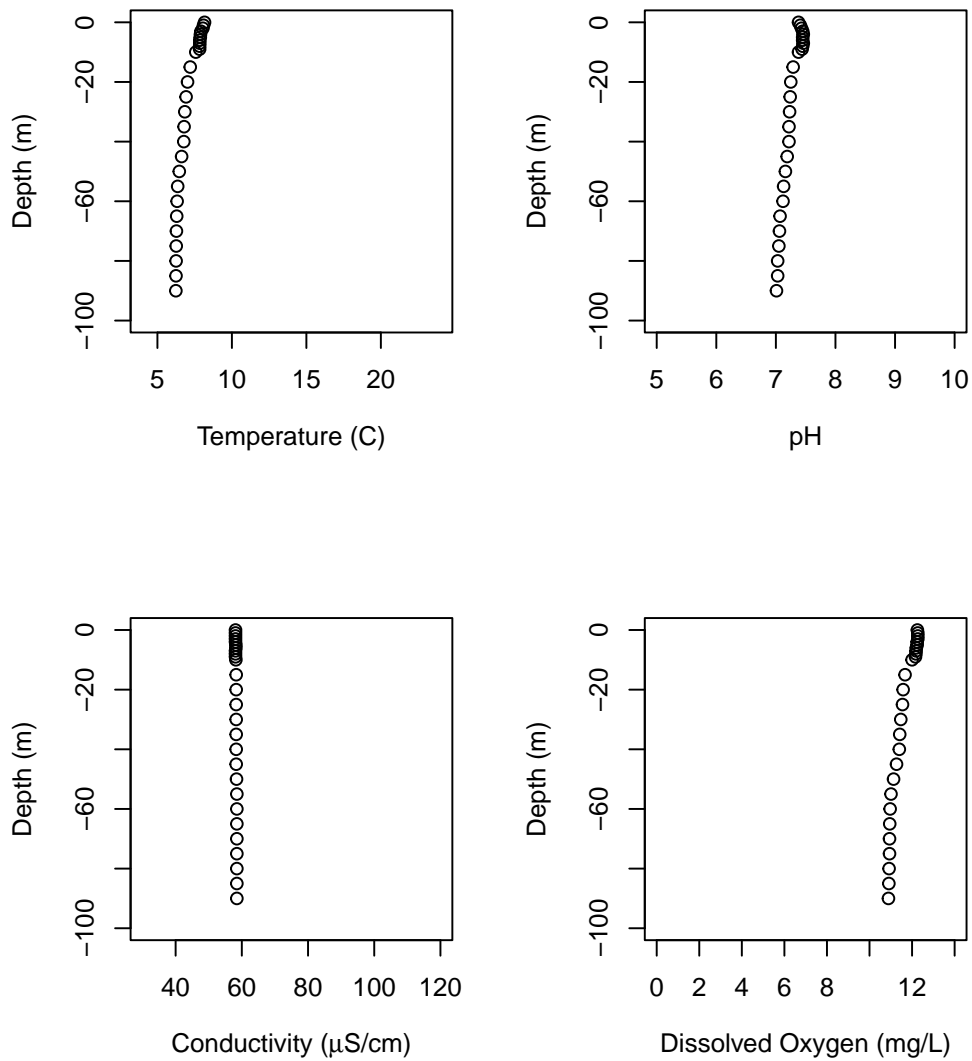 0
−20
−60
−100
Depth (m)
5 10 15 20
Temperature (C)
0
−20
−60
−100
Depth (m)
5 6 7 8 9 10
pH
0
−20
−60
−100
Depth (m)
40 60 80 100 120
Conductivity (µS/cm)
0
−20
−60
−100
Depth (m)
0 2 4 6 8 12
Dissolved Oxygen (mg/L)